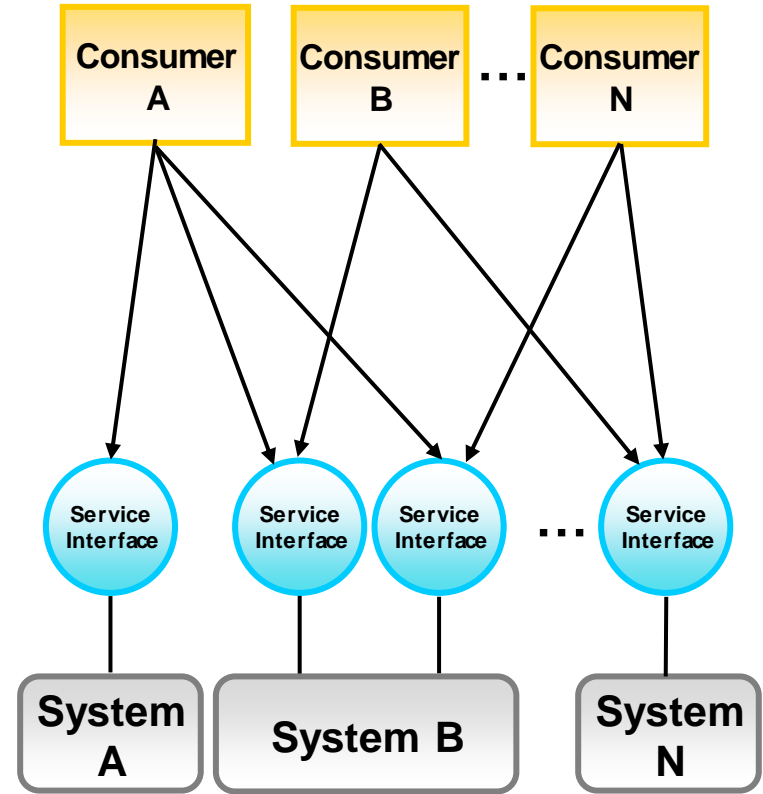 Consumer
A
Consumer
B
...
Consumer
N
Service
Interface
Service
Interface
Service
Interface
...
Service
Interface
System
A
System B
System
N